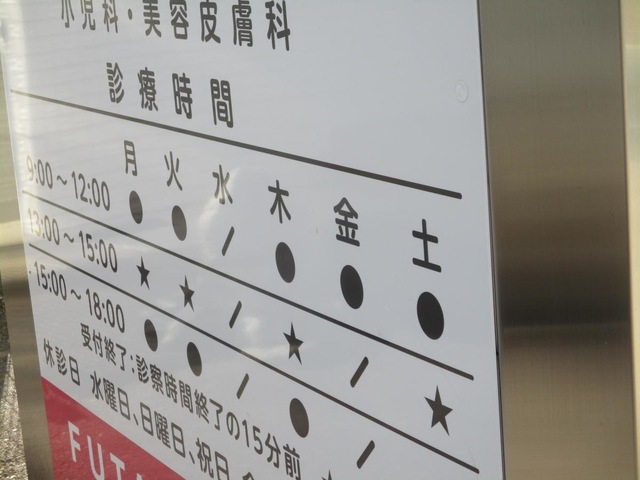 小児科・美容皮膚科
診療時間
月 火 水 木 金 土
9:00～12:00 ● ● / ● ● ●
13:00～15:00 ★ ★ / ★ / ★
15:00～18:00 ● ● / ● /
受付終了:診察時間終了の15分前
休診日 水曜日、日曜日、祝日
FUTA